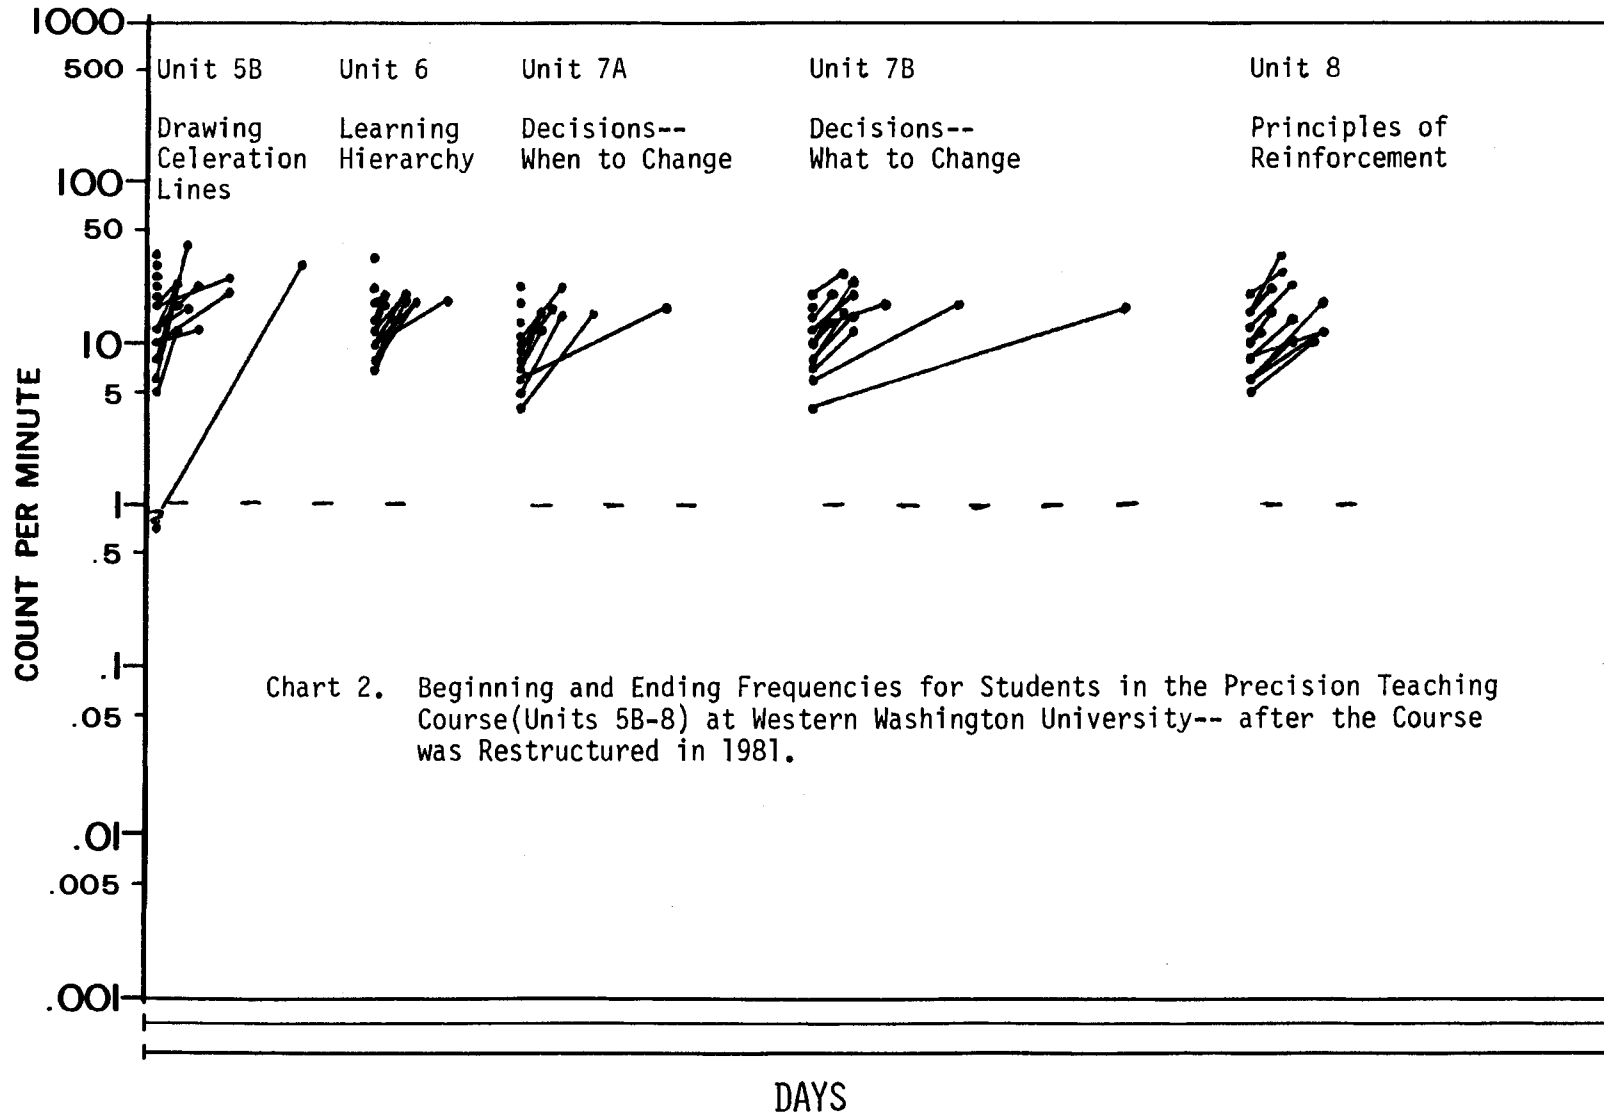 1000
500
100
50
10
5
1
.5
.1
.05
.01
.005
.001
COUNT PER MINUTE
Unit 5B
Drawing
Celeration
Lines
Unit 6
Learning
Hierarchy
Unit 7A
Decisions--
When to Change
Unit 7B
Decisions--
What to Change
Unit 8
Principles of
Reinforcement
?
Chart 2. Beginning and Ending Frequencies for Students in the Precision Teaching
Course(Units 5B-8) at Western Washington University-- after the Course
was Restructured in 1981.
DAYS